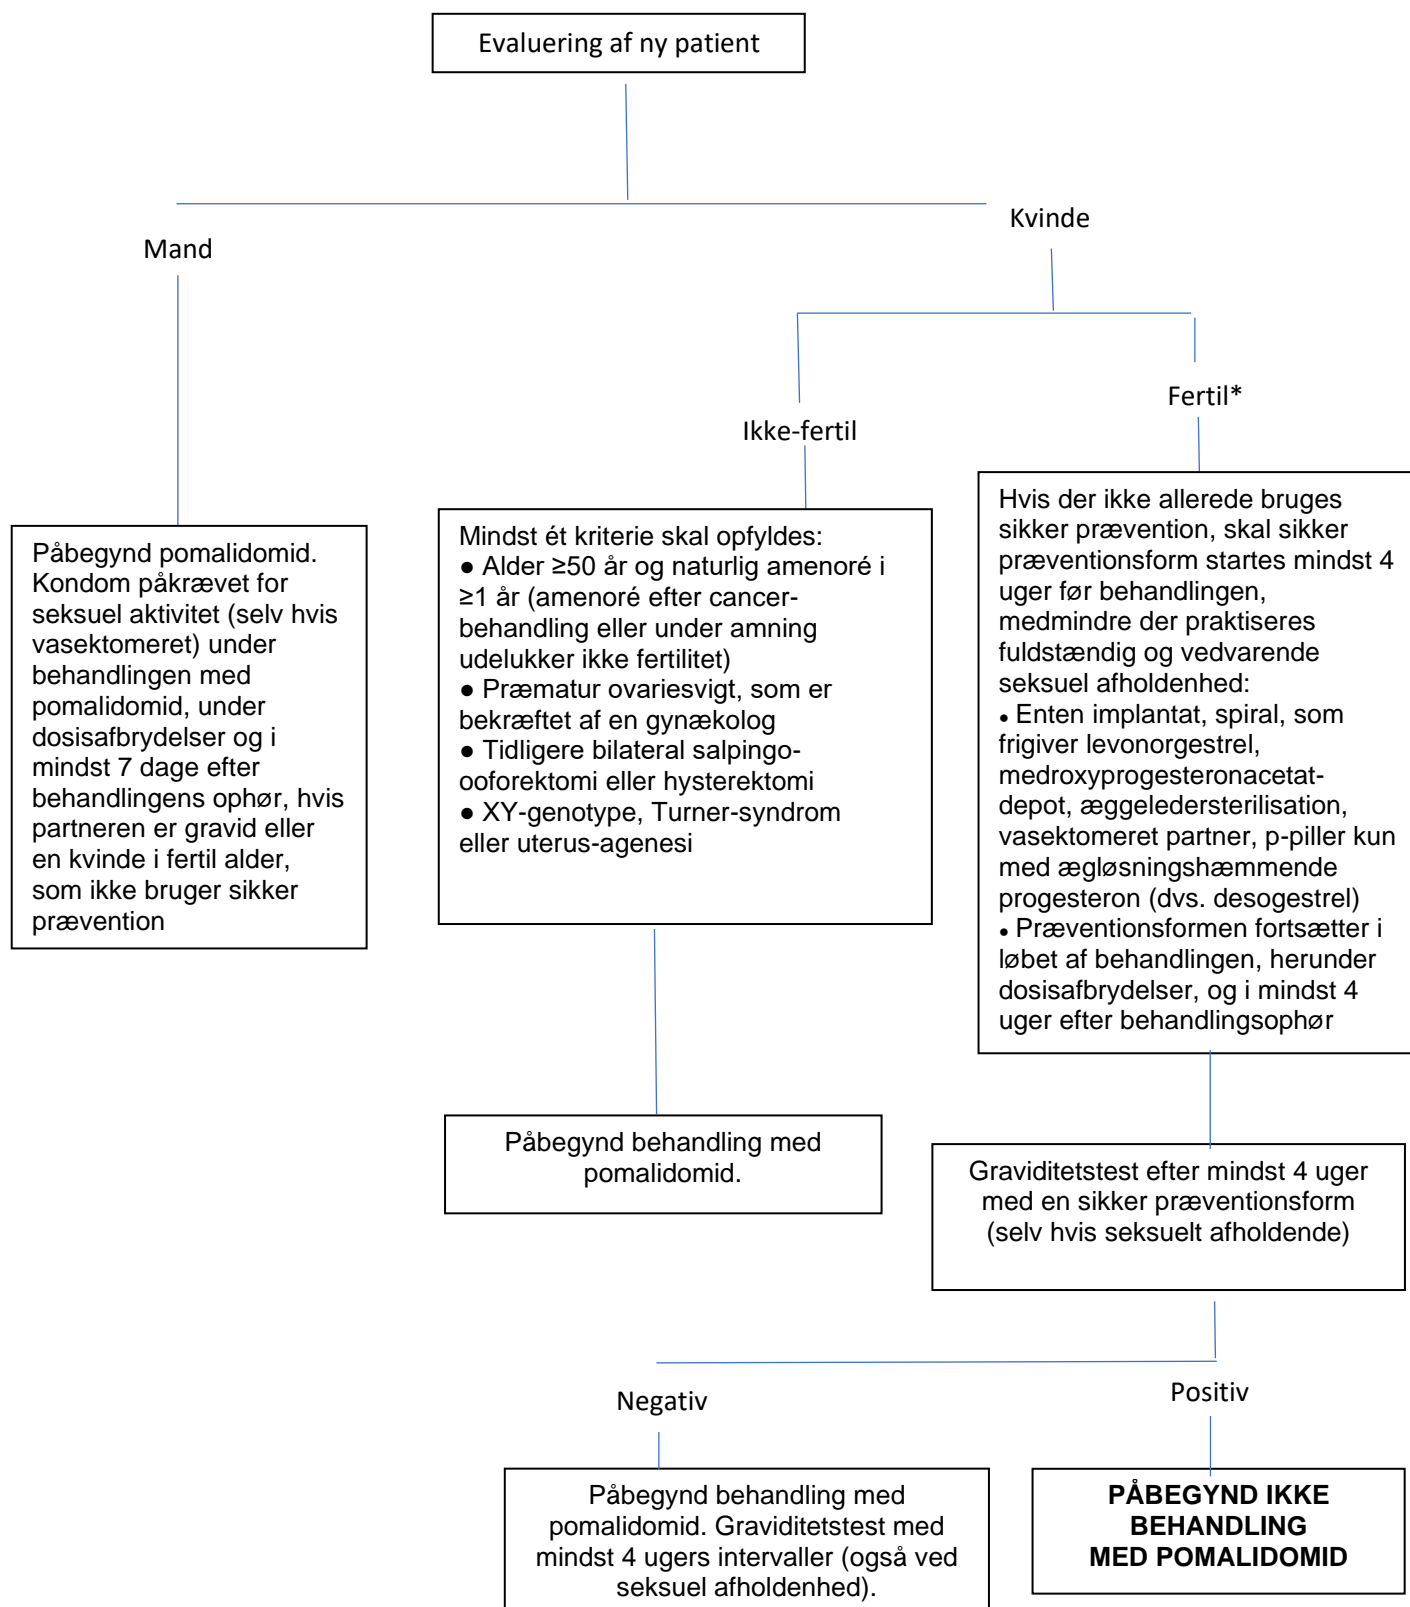 Evaluering af ny patient
Mand
Kvinde
Ikke-fertil
Fertil*
Påbegynd pomalidomid.
Kondom påkrævet for
seksuel aktivitet (selv hvis
vasektomeret) under
behandlingen med
pomalidomid, under
dosisafbrydelser og i
mindst 7 dage efter
behandlingens ophør, hvis
partneren er gravid eller
en kvinde i fertil alder,
som ikke bruger sikker
prævention
Mindst ét kriterie skal opfyldes:
● Alder ≥50 år og naturlig amenoré i
≥1 år (amenoré efter cancer-
behandling eller under amning
udelukker ikke fertilitet)
● Præmatur ovariesvigt, som er
bekræftet af en gynækolog
● Tidligere bilateral salpingo-
ooforektomi eller hysterektomi
● XY-genotype, Turner-syndrom
eller uterus-agenesi
Hvis der ikke allerede bruges
sikker prævention, skal sikker
præventionsform startes mindst 4
uger før behandlingen,
medmindre der praktiseres
fuldstændig og vedvarende
seksuel afholdenhed:
● Enten implantat, spiral, som
frigiver levonorgestrel,
medroxyprogesteronacetat-
depot, æggeledersterilisation,
vasektomeret partner, p-piller kun
med ægløsningshæmmende
progesteron (dvs. desogestrel)
● Præventionsformen fortsætter i
løbet af behandlingen, herunder
dosisafbrydelser, og i mindst 4
uger efter behandlingsophør
Påbegynd behandling med
pomalidomid.
Graviditetstest efter mindst 4 uger
med en sikker præventionsform
(selv hvis seksuelt afholdende)
Negativ
Positiv
Påbegynd behandling med
pomalidomid. Graviditetstest med
mindst 4 ugers intervaller (også ved
seksuel afholdenhed).
PÅBEGYND IKKE
BEHANDLING
MED POMALIDOMID